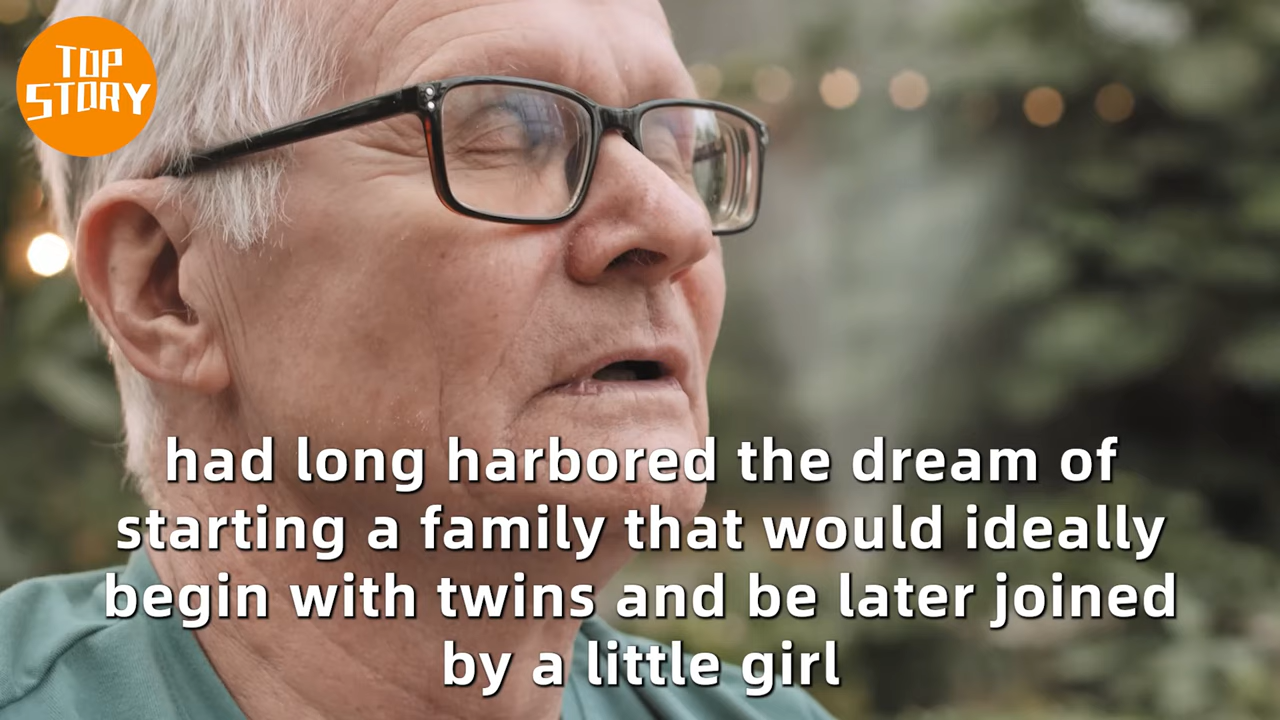 TOP
STORY
had long harbored the dream of
starting a family that would ideally
begin with twins and be later joined
by a little girl